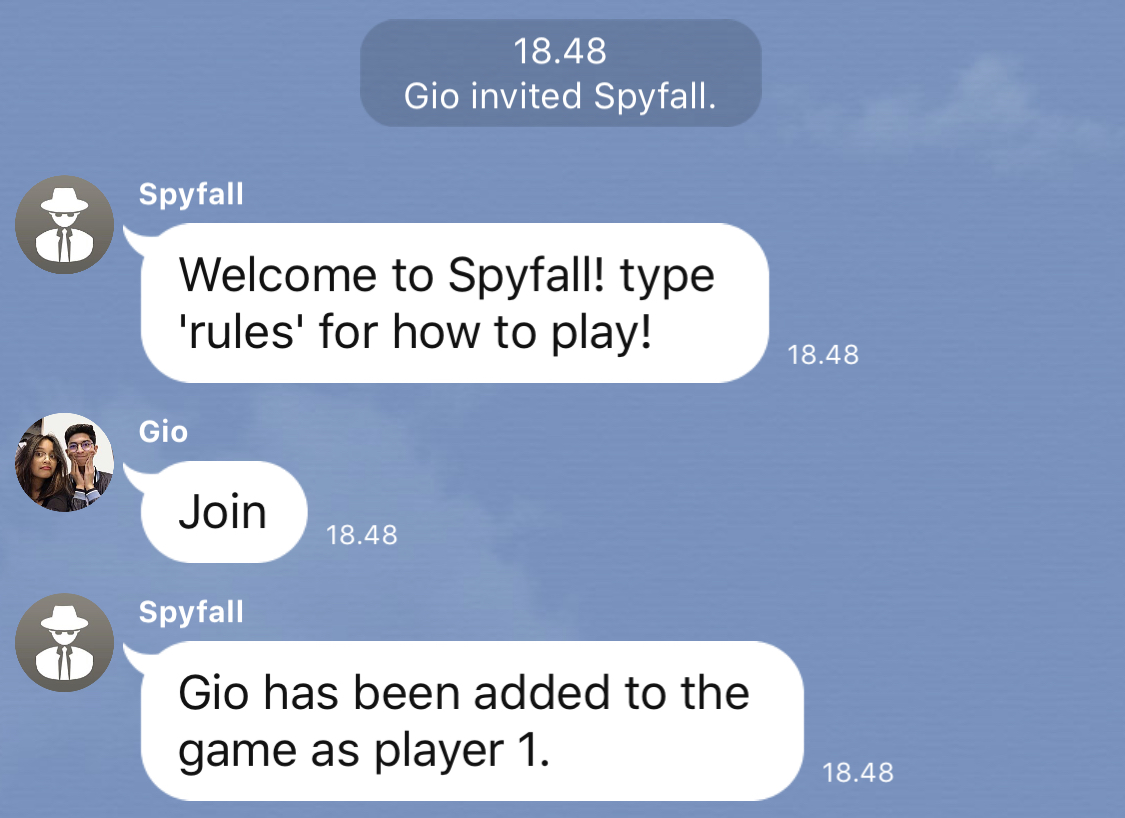 18.48
Gio invited Spyfall.
Spyfall
Welcome to Spyfall! type
'rules' for how to play!
18.48
Gio
Join
18.48
Spyfall
Gio has been added to the
game as player 1.
18.48